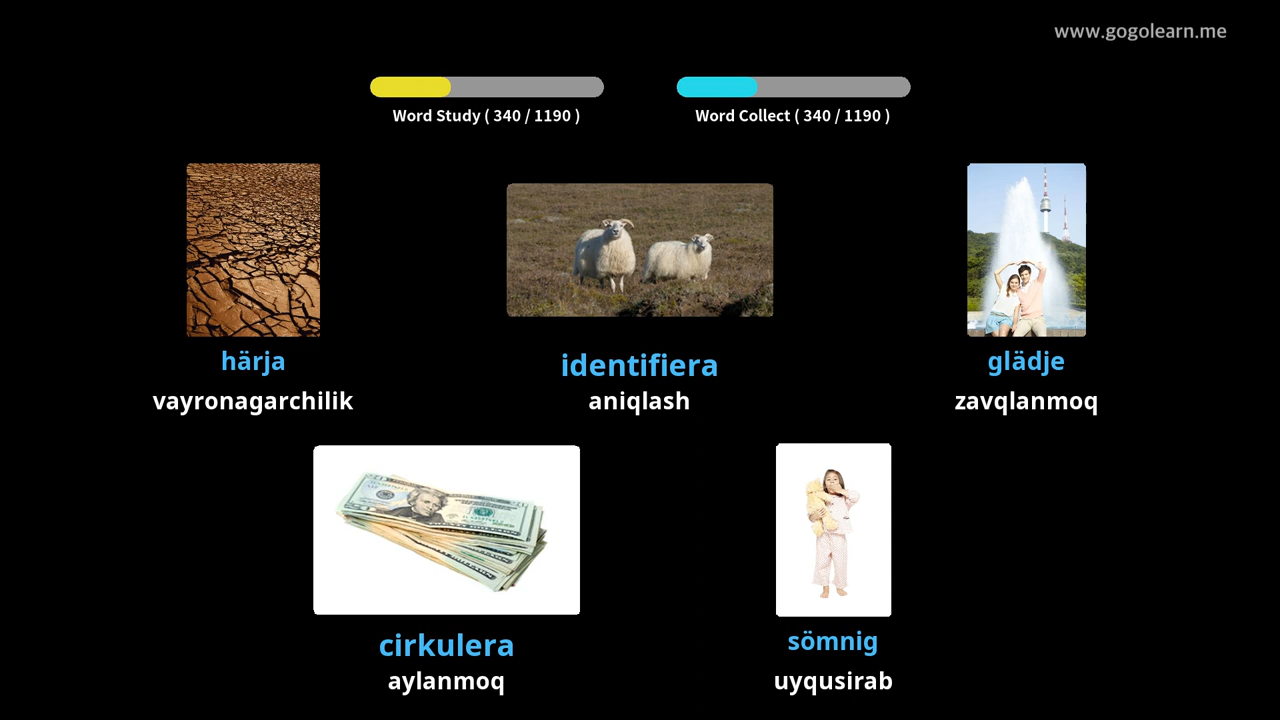 www.gogolearn.me
Word Study ( 340 / 1190 )
Word Collect ( 340 / 1190 )
härja
vayronagarchilik
identifiera
aniqlash
glädje
zavqlanmoq
cirkulera
aylanmoq
sömnig
uyqusirab